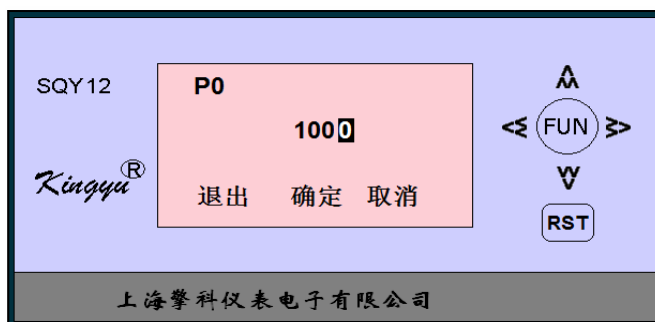 SQY12
P0
1000
Kingyu®
退出 确定 取消
FUN
RST
上海擎科仪表电子有限公司